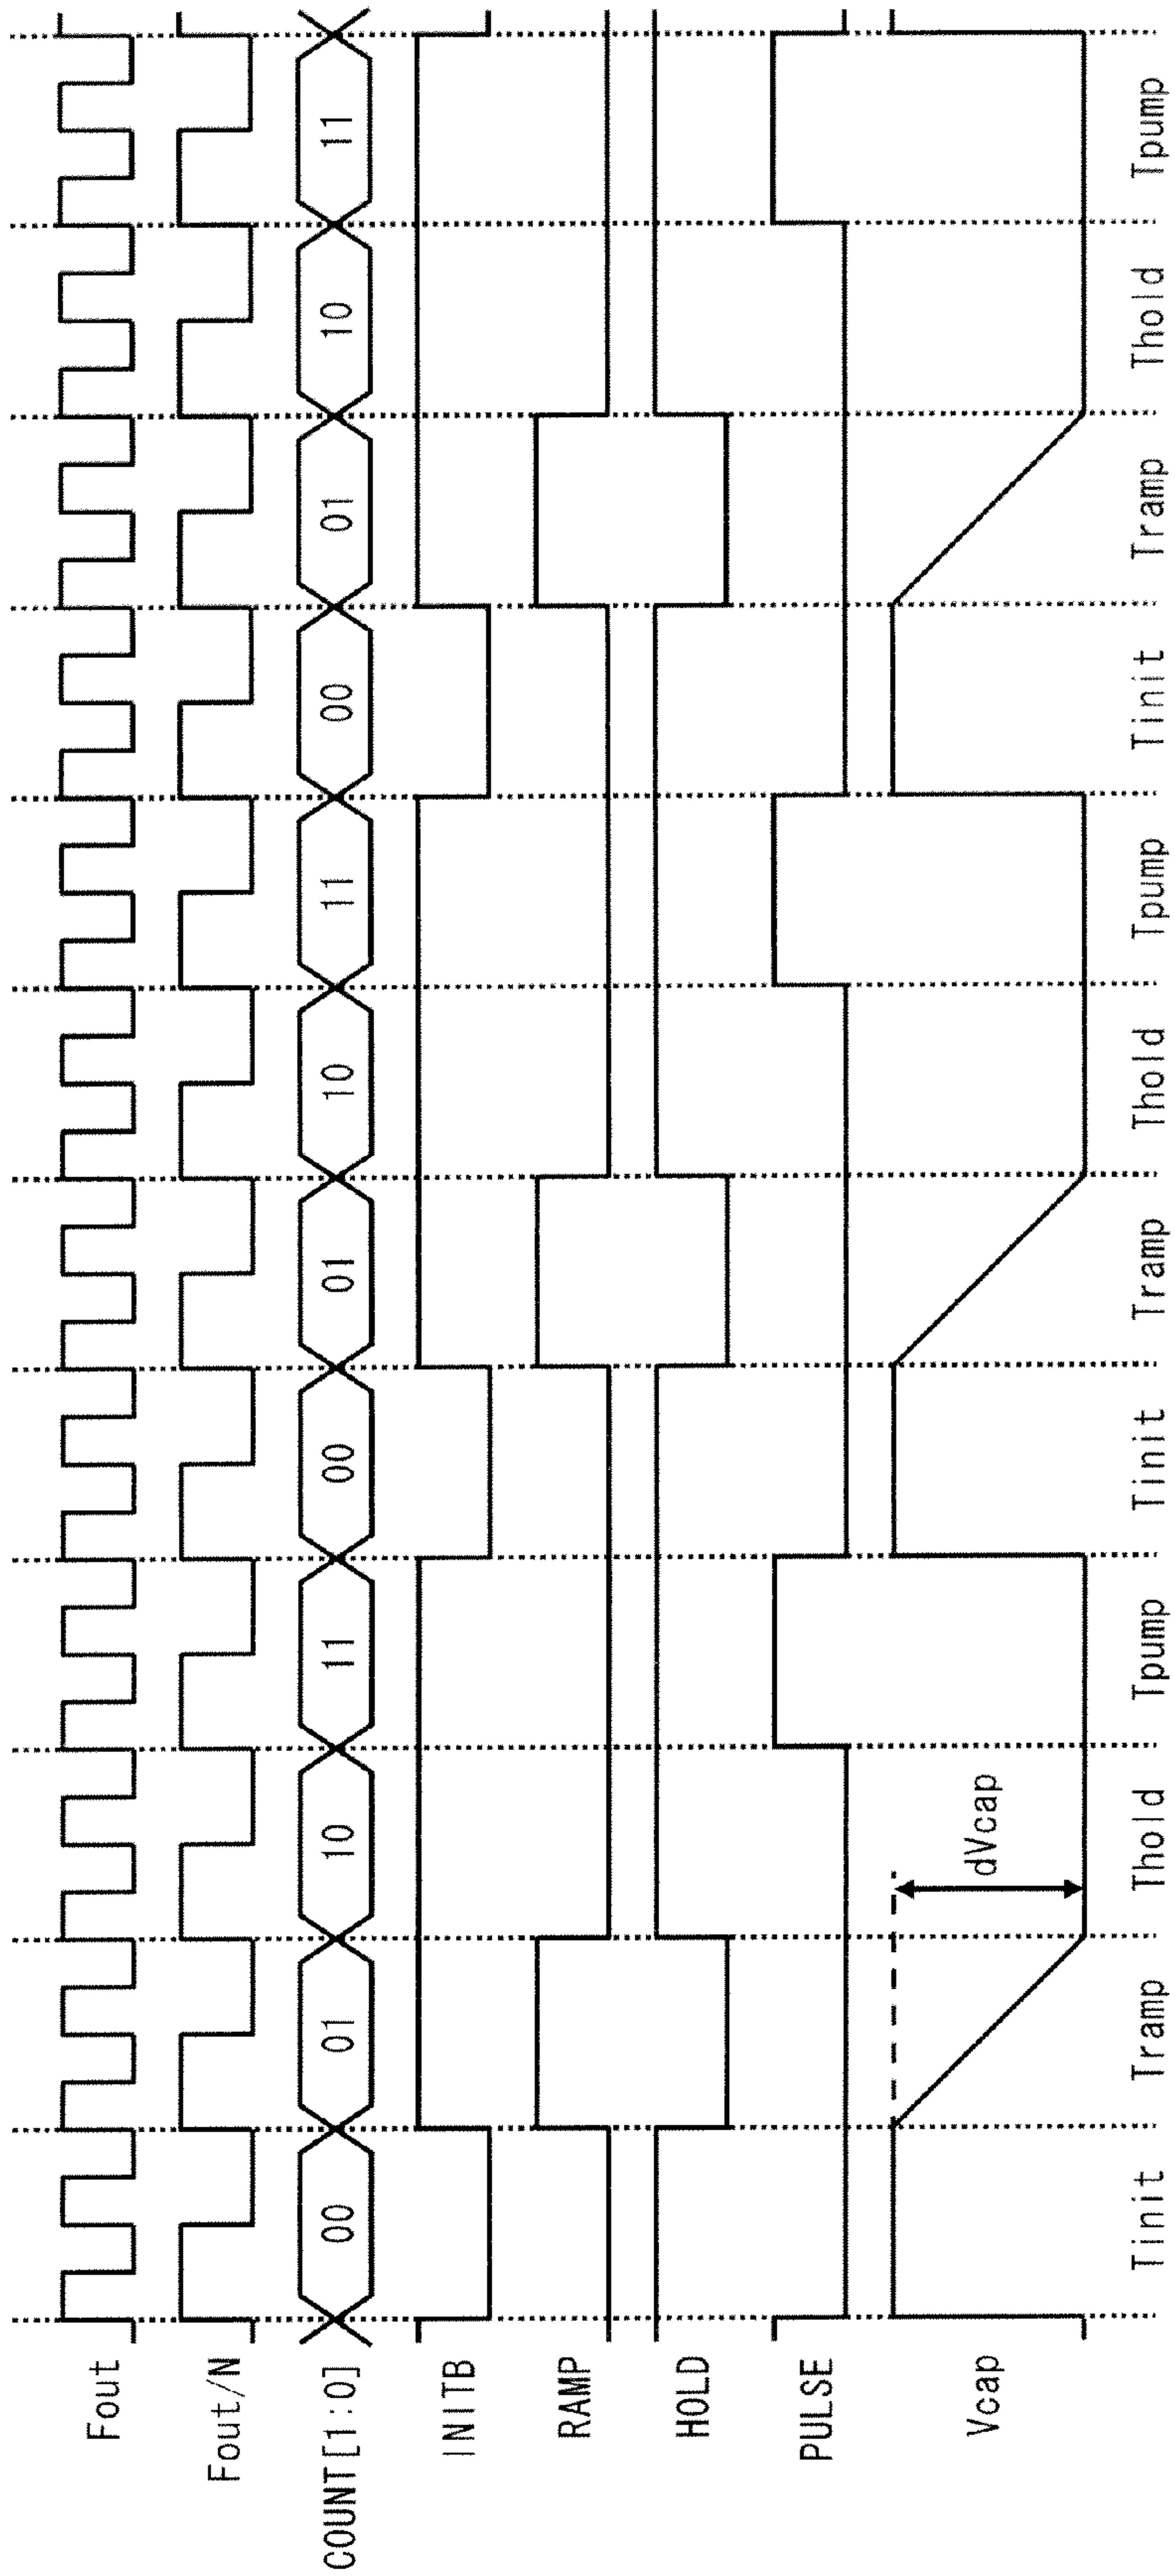 Fout
Fout/N
COUNT[1:0]
00 01 10 11 00 01 10 11 00 01 10 11
INITB
RAMP
HOLD
PULSE
Vcap
dVcap
Tinit Tramp Thold Tpump Tinit Tramp Thold Tpump Tinit Tramp Thold Tpump